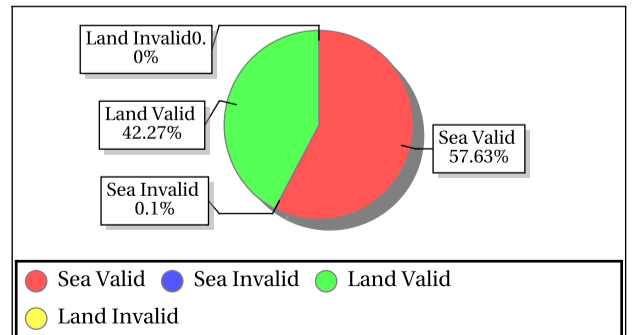 Land Invalid0.
0%
Land Valid
42.27%
Sea Valid
57.63%
Sea Invalid
0.1%
Sea Valid Sea Invalid Land Valid
Land Invalid